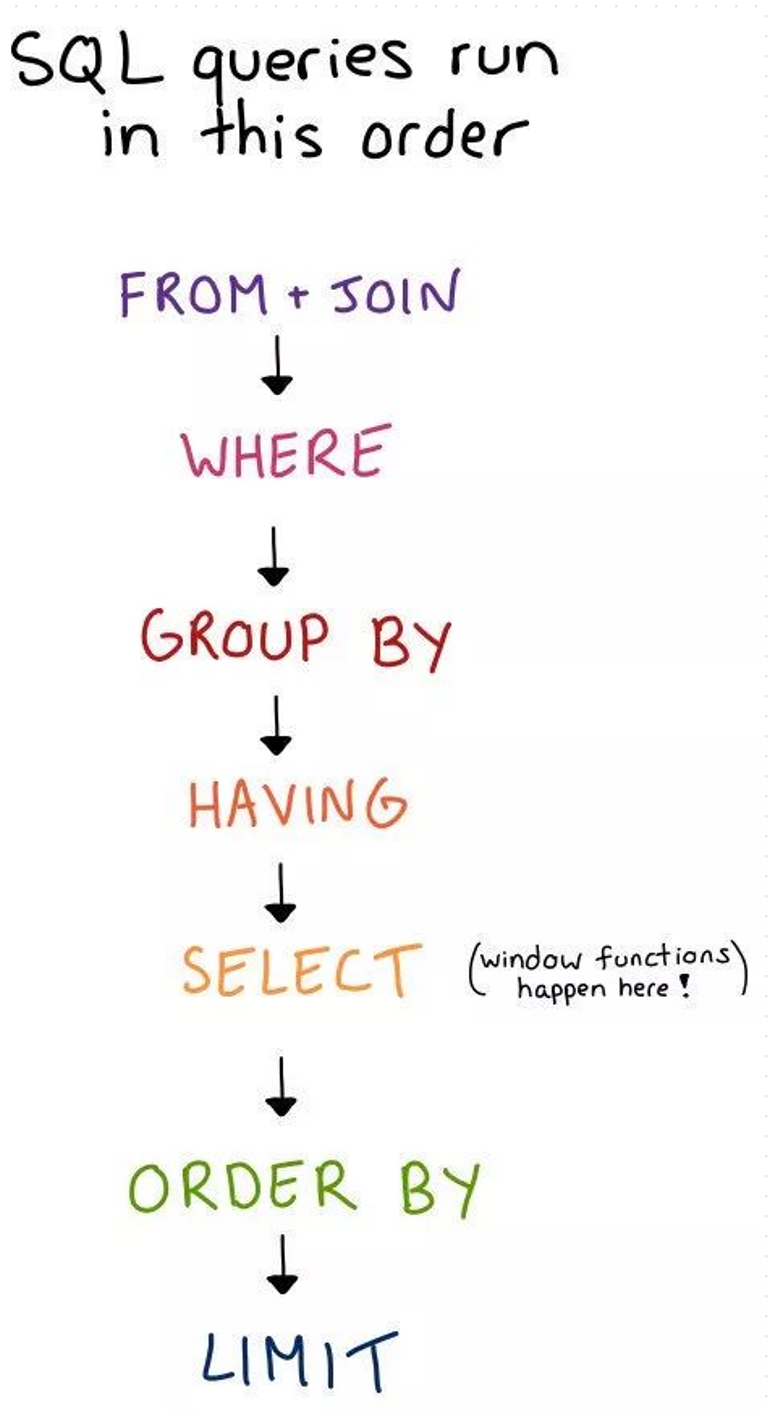 SQL queries run
in this order
FROM + JOIN
WHERE
GROUP BY
HAVING
SELECT (window functions
happen here!)
ORDER BY
LIMIT